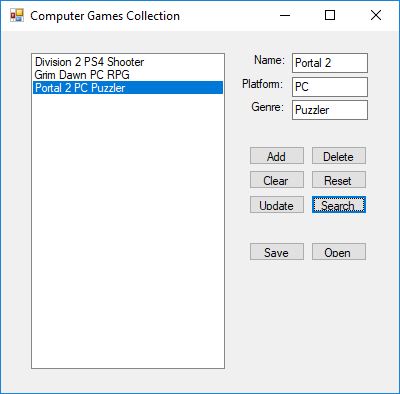 Computer Games Collection
Division 2 PS4 Shooter
Grim Dawn PC RPG
Portal 2 PC Puzzler
Name: Portal 2
Platform: PC
Genre: Puzzler
Add Delete
Clear Reset
Update Search
Save Open